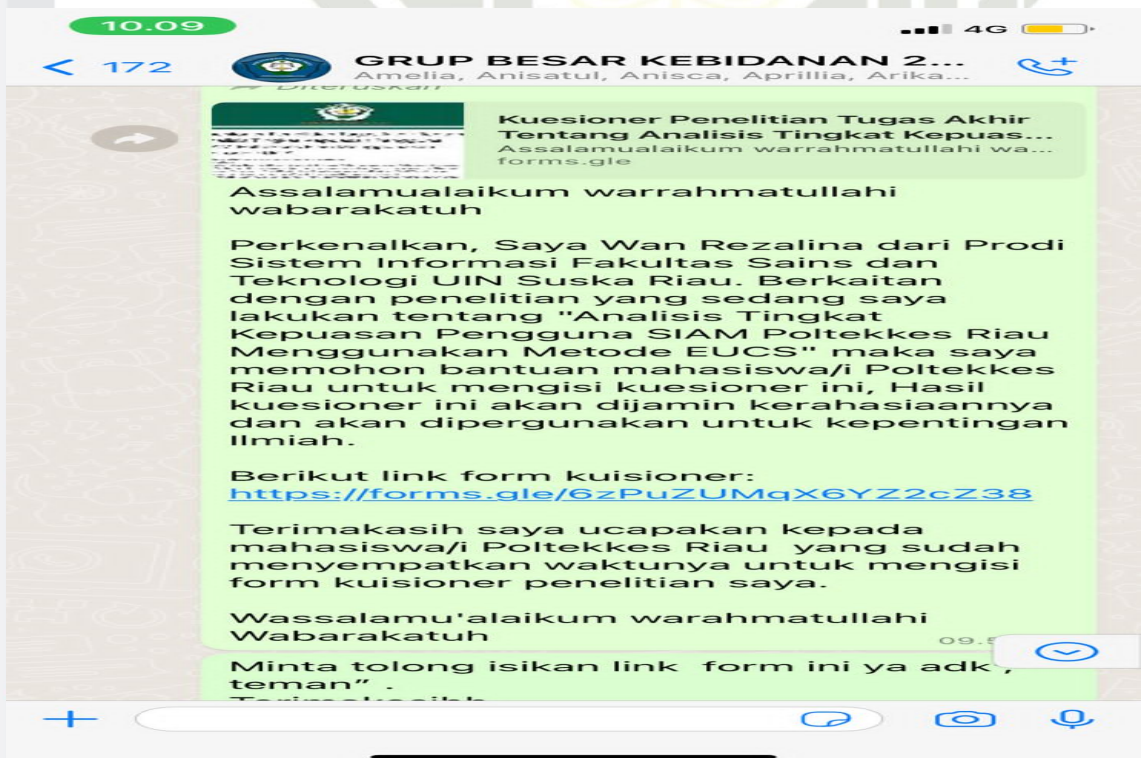 10.09
4G
172
GRUP BESAR KEBIDANAN 2...
Amelia, Anisatul, Anisca, Aprillia, Arika...
Diteruskan
Kuesioner Penelitian Tugas Akhir
Tentang Analisis Tingkat Kepuas...
Assalamualaikum warrahmatullahi wa...
forms.gle
Assalamualaikum warrahmatullahi
wabarakatuh
Perkenalkan, Saya Wan Rezalina dari Prodi
Sistem Informasi Fakultas Sains dan
Teknologi UIN Suska Riau. Berkaitan
dengan penelitian yang sedang saya
lakukan tentang "Analisis Tingkat
Kepuasan Pengguna SIAM Poltekkes Riau
Menggunakan Metode EUCS" maka saya
memohon bantuan mahasiswa/i Poltekkes
Riau untuk mengisi kuesioner ini, Hasil
kuesioner ini akan dijamin kerahasiaannya
dan akan dipergunakan untuk kepentingan
Ilmiah.
Berikut link form kuisioner:
https://forms.gle/6zPuZUMqX6YZ2cZ38
Terimakasih saya ucapakan kepada
mahasiswa/i Poltekkes Riau  yang sudah
menyempatkan waktunya untuk mengisi
form kuisioner penelitian saya.
Wassalamu'alaikum warahmatullahi
Wabarakatuh
Minta tolong isikan link  form ini ya adk",
teman" .